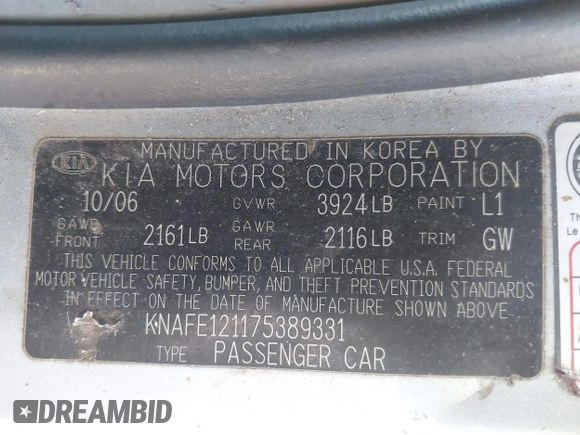 MANUFACTURED IN KOREA BY
KIA KIA MOTORS CORPORATION
10/06 GVWR 3924LB PAINT L1
GAWR FRONT 2161LB GAWR REAR 2116LB TRIM GW
THIS VEHICLE CONFORMS TO ALL APPLICABLE U.S.A. FEDERAL
MOTOR VEHICLE SAFETY, BUMPER, AND THEFT PREVENTION STANDARDS
IN EFFECT ON THE DATE OF MANUFACTURE SHOWN ABOVE.
KNAFE121175389331
TYPE PASSENGER CAR
Th
Le
DREAMBID